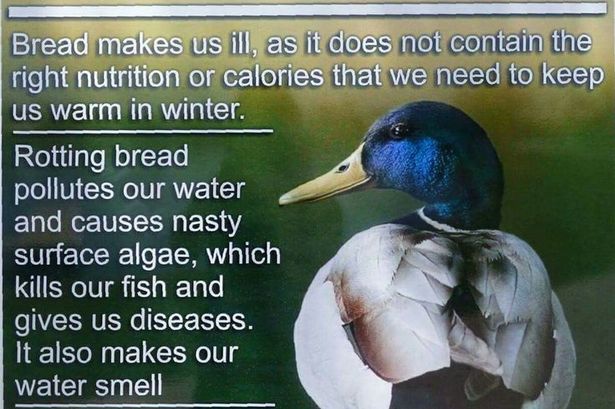 Bread makes us ill, as it does not contain the
right nutrition or calories that we need to keep
us warm in winter.
Rotting bread
pollutes our water
and causes nasty
surface algae, which
kills our fish and
gives us diseases.
It also makes our
water smell